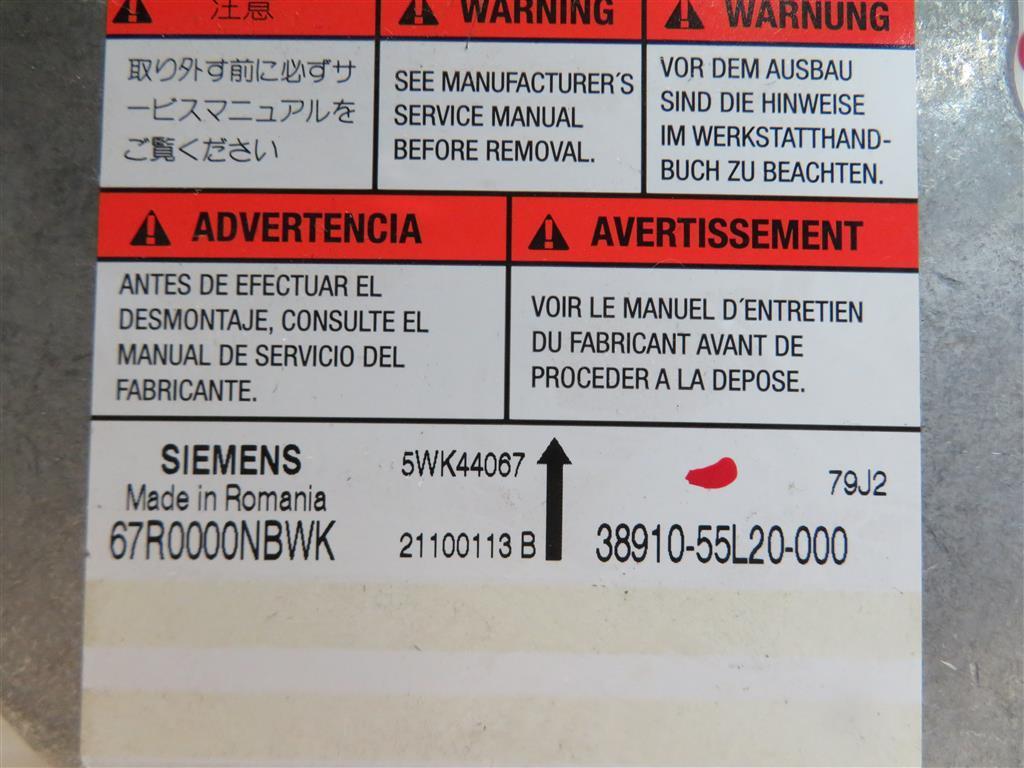 注意
取り外す前に必ずサ
ービスマニュアルを
ご覧ください
WARNING
SEE MANUFACTURER´S
SERVICE MANUAL
BEFORE REMOVAL.
WARNUNG
VOR DEM AUSBAU
SIND DIE HINWEISE
IM WERKSTATTHAND-
BUCH ZU BEACHTEN.
ADVERTENCIA
ANTES DE EFECTUAR EL
DESMONTAJE, CONSULTE EL
MANUAL DE SERVICIO DEL
FABRICANTE.
AVERTISSEMENT
VOIR LE MANUEL D´ENTRETIEN
DU FABRICANT AVANT DE
PROCEDER A LA DEPOSE.
SIEMENS
Made in Romania
67R0000NBWK
5WK44067
21100113 B
79J2
38910-55L20-000